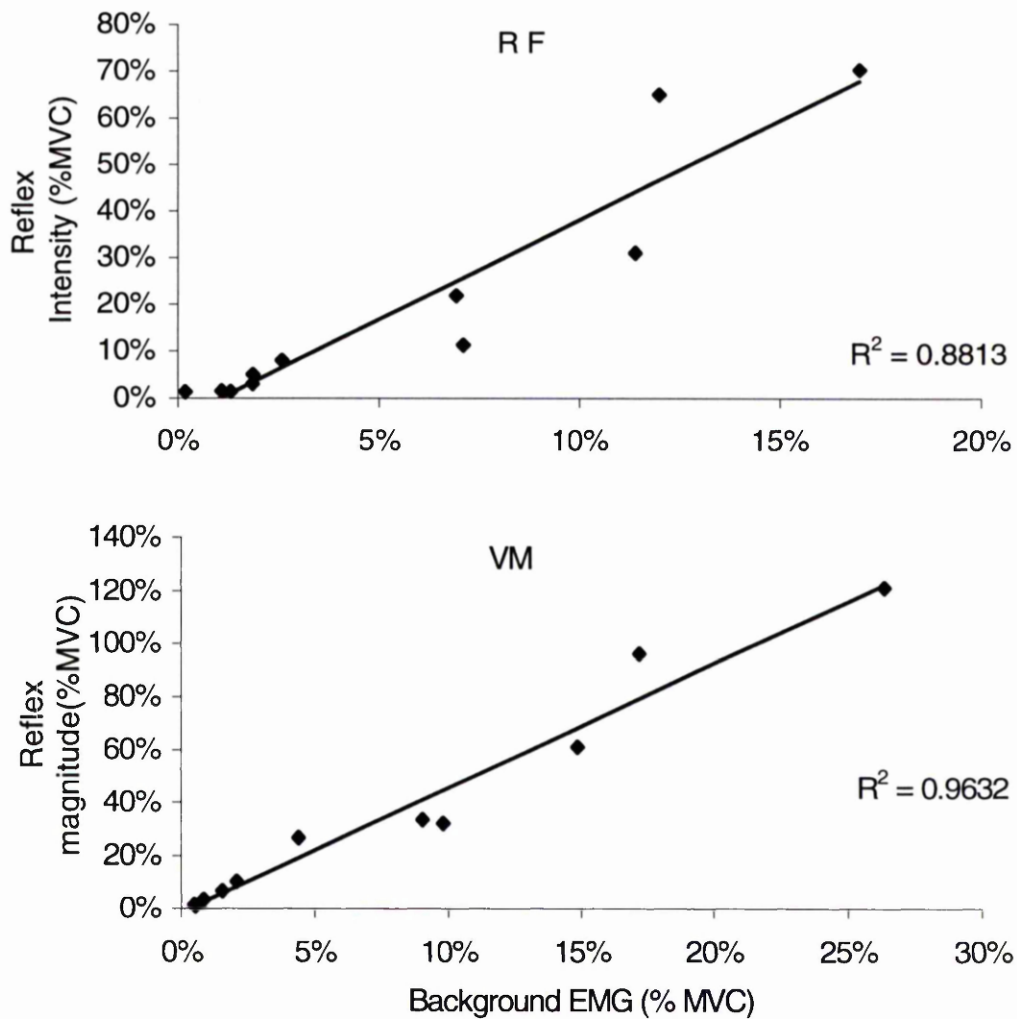 R F
80%
70%
60%
50%
40%
30%
20%
10%
0%
Reflex
Intensity (%MVC)
R² = 0.8813
0% 5% 10% 15% 20%
VM
140%
120%
100%
80%
60%
40%
20%
0%
Reflex
magnitude(%MVC)
R² = 0.9632
0% 5% 10% 15% 20% 25% 30%
Background EMG (% MVC)